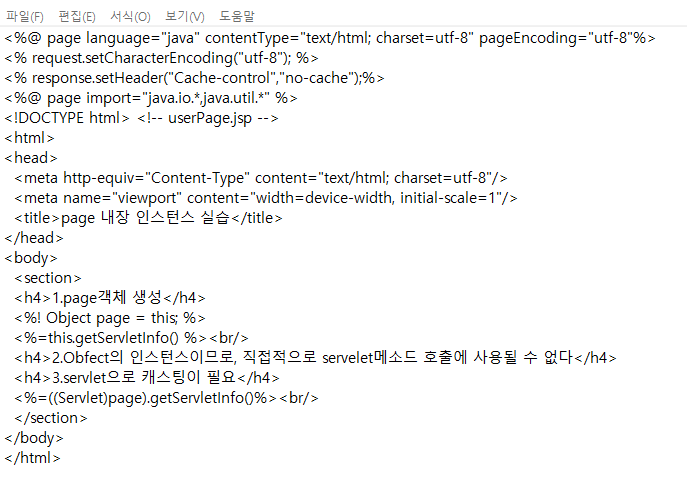 파일(F) 편집(E) 서식(O) 보기(V) 도움말
<%@ page language="java" contentType="text/html; charset=utf-8" pageEncoding="utf-8"%>
<% request.setCharacterEncoding("utf-8"); %>
<% response.setHeader("Cache-control","no-cache");%>
<%@ page import="java.io.*,java.util.*" %>
<!DOCTYPE html> <!-- userPage.jsp -->
<html>
<head>
  <meta http-equiv="Content-Type" content="text/html; charset=utf-8"/>
  <meta name="viewport" content="width=device-width, initial-scale=1"/>
  <title>page 내장 인스턴스 실습</title>
</head>
<body>
  <section>
  <h4>1.page객체 생성</h4>
  <%! Object page = this; %>
  <%=this.getServletInfo() %><br/>
  <h4>2.Obfect의 인스턴스이므로, 직접적으로 servelet메소드 호출에 사용될 수 없다</h4>
  <h4>3.servlet으로 캐스팅이 필요</h4>
  <%=((Servlet)page).getServletInfo()%><br/>
  </section>
</body>
</html>